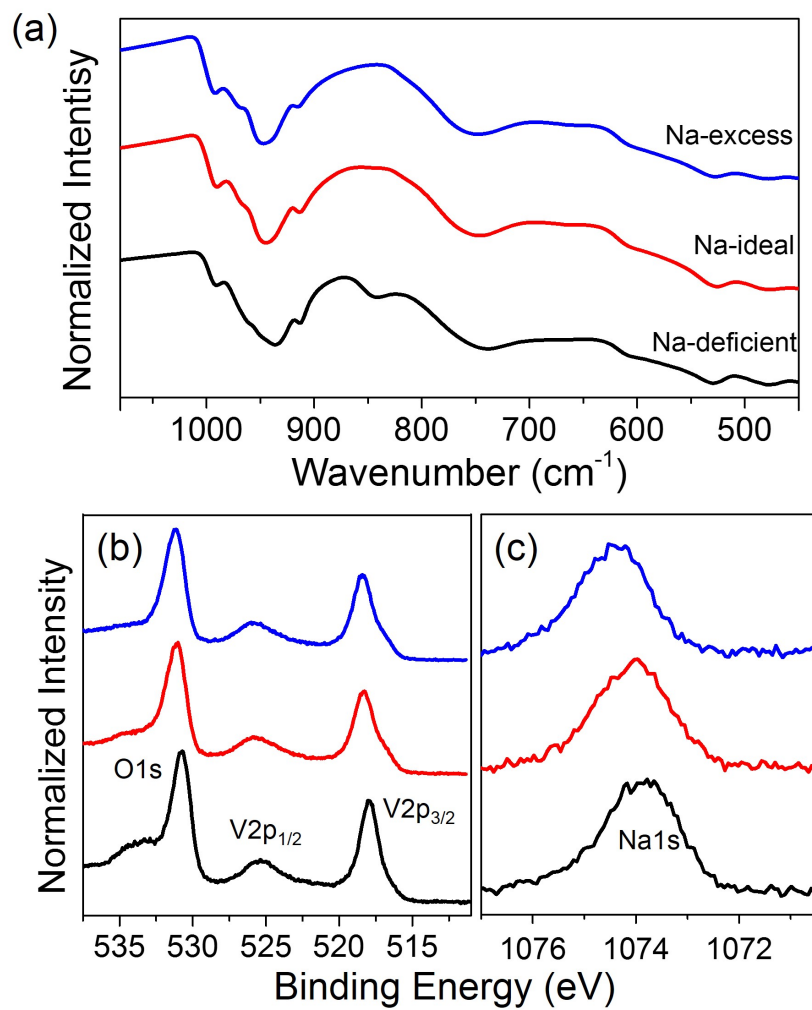 (a)
Normalized Intentisy
Na-excess
Na-ideal
Na-deficient
1000 900 800 700 600 500
Wavenumber (cm⁻¹)
(b) (c)
Normalized Intensity
O1s
V2p₁/₂
V2p₃/₂
Na1s
535 530 525 520 515 1076 1074 1072
Binding Energy (eV)